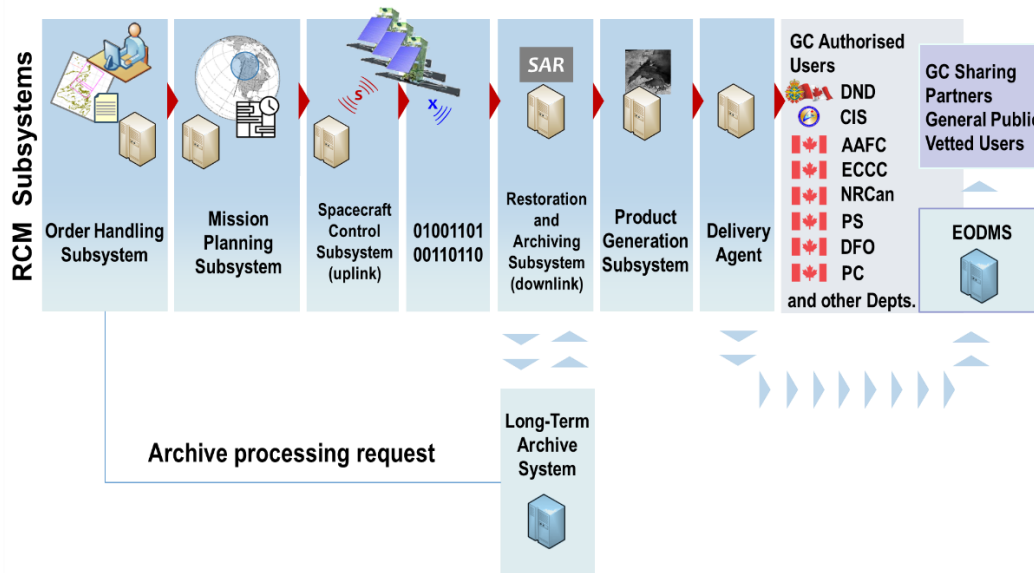 RCM Subsystems
Order Handling
Subsystem
Mission
Planning
Subsystem
S
Spacecraft
Control
Subsystem
(uplink)
X
01001101
00110110
SAR
Restoration
and
Archiving
Subsystem
(downlink)
Product
Generation
Subsystem
Delivery
Agent
GC Authorised
Users
DND
CIS
AAFC
ECCC
NRCan
PS
DFO
PC
and other Depts.
GC Sharing
Partners
General Public
Vetted Users
EODMS
Archive processing request
Long-Term
Archive
System